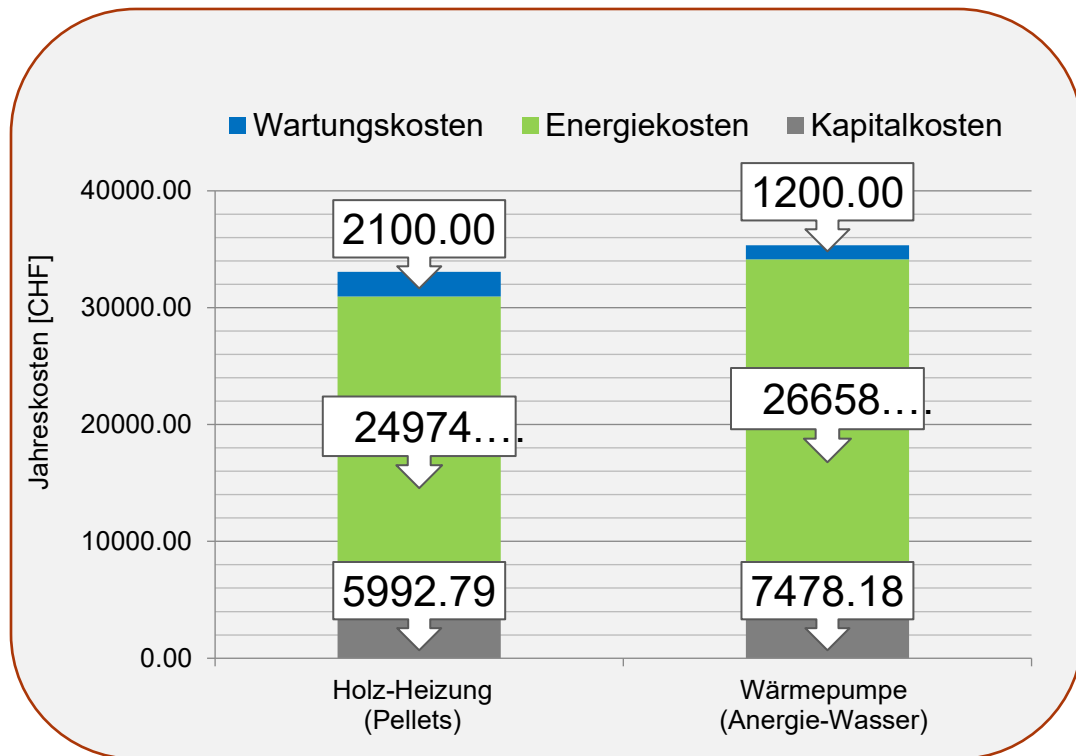 Wartungskosten Energiekosten Kapitalkosten
Jahreskosten [CHF]
40000.00
30000.00
20000.00
10000.00
0.00
2100.00
24974....
5992.79
1200.00
26658....
7478.18
Holz-Heizung
(Pellets)
Wärmepumpe
(Anergie-Wasser)